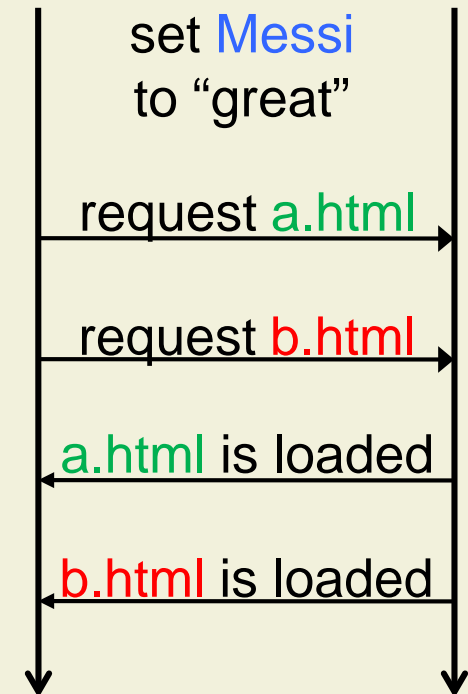 set Messi
to “great”
request a.html
request b.html
a.html is loaded
b.html is loaded